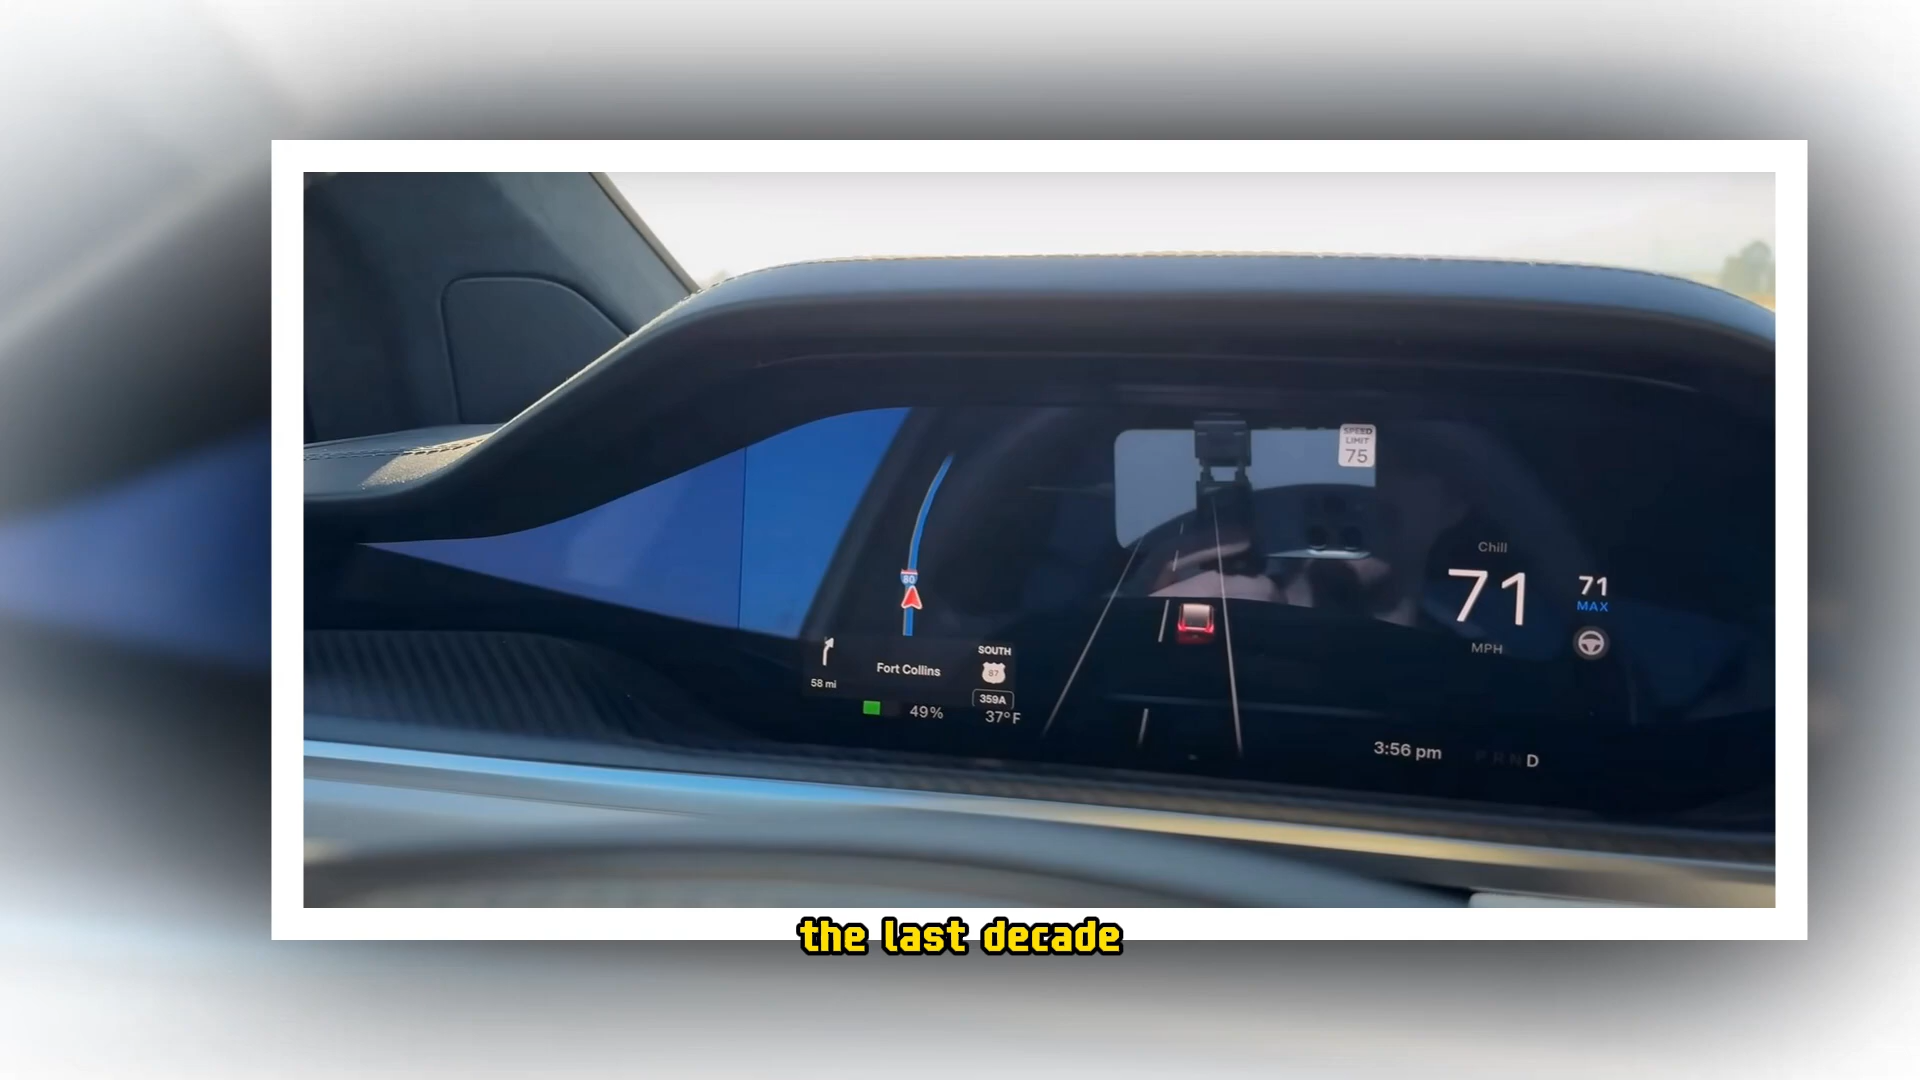 SPEED
LIMIT
75
80
Chill
71
MPH
71
MAX
58 mi
Fort Collins
SOUTH
87
359A
49%
37°F
3:56 pm
P R N D
the last decade